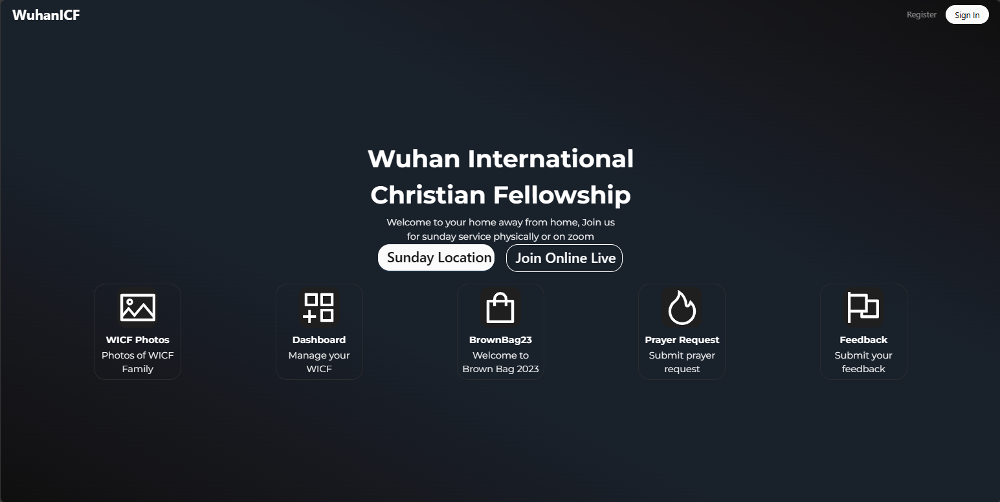 WuhanICF
Register
Sign In
Wuhan International
Christian Fellowship
Welcome to your home away from home, Join us
for sunday service physically or on zoom
Sunday Location
Join Online Live
WICF Photos
Photos of WICF
Family
Dashboard
Manage your
WICF
BrownBag23
Welcome to
Brown Bag 2023
Prayer Request
Submit prayer
request
Feedback
Submit your
feedback